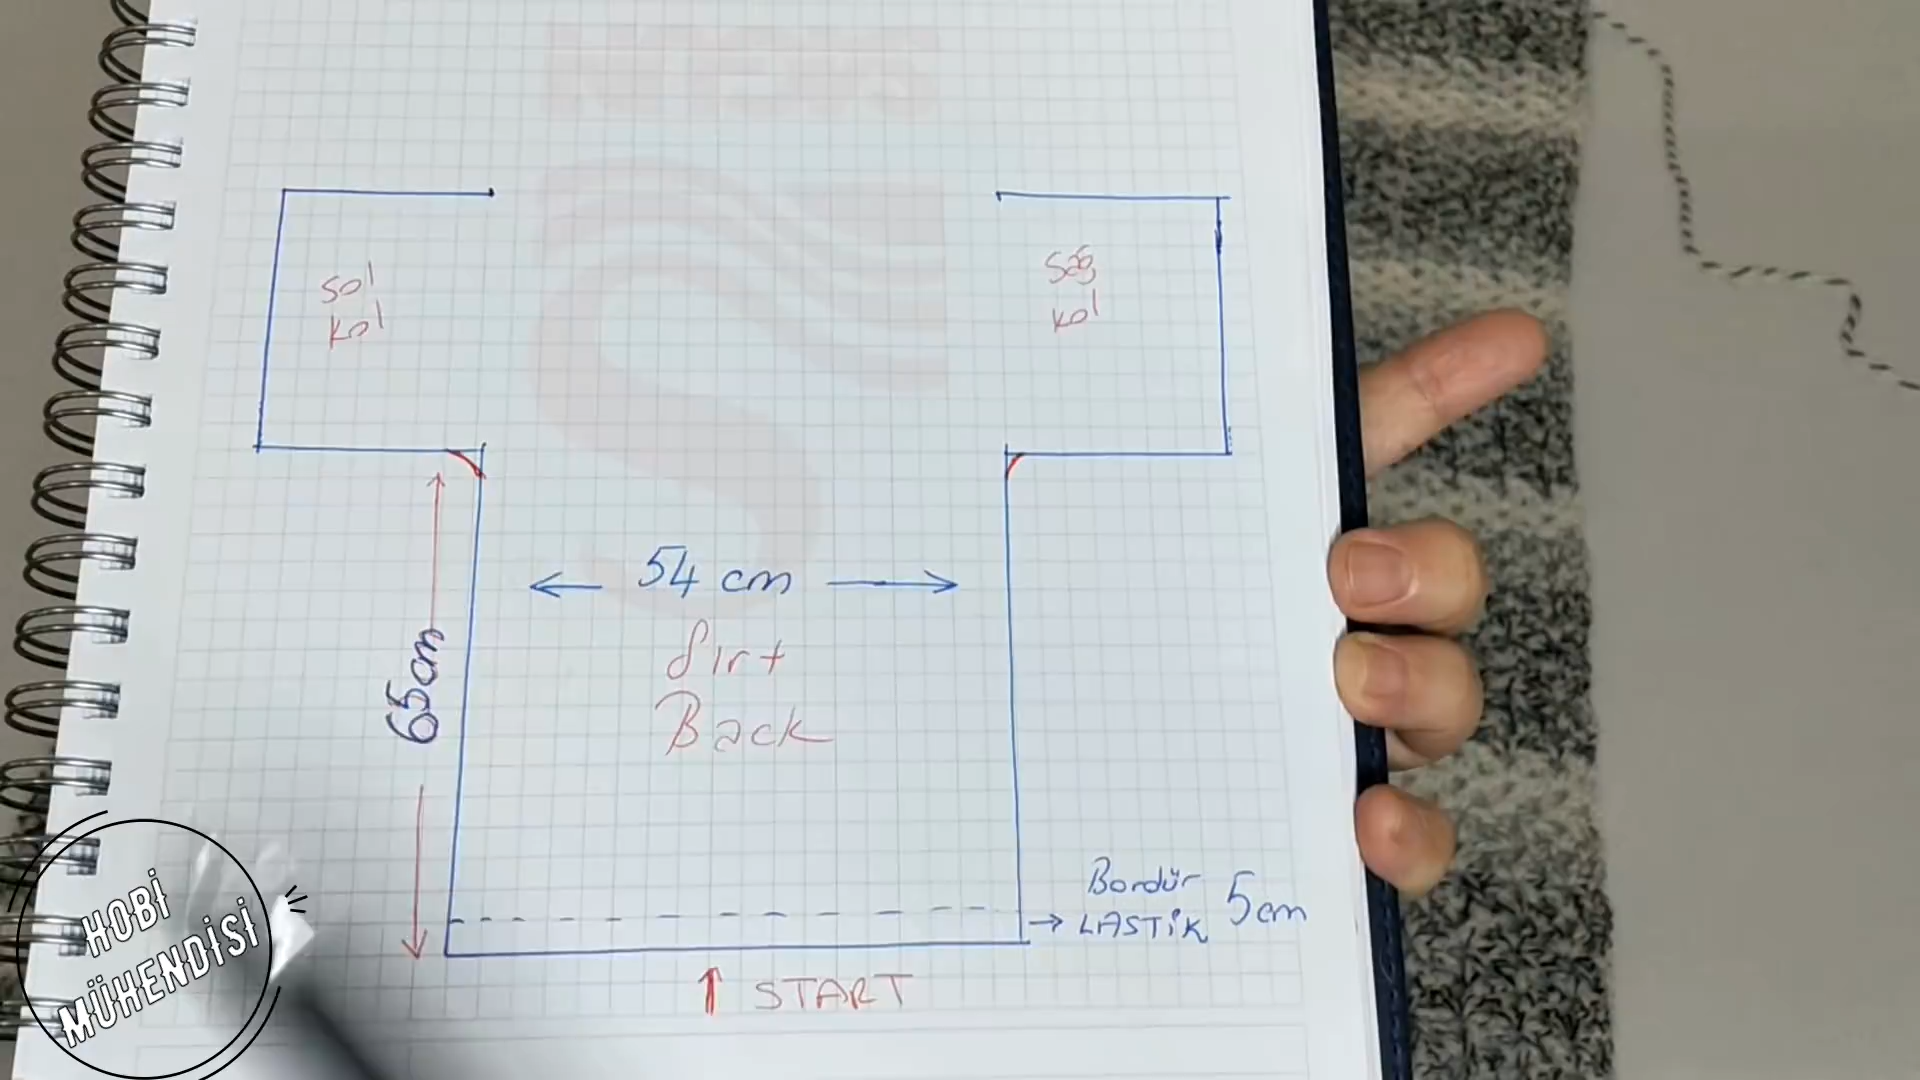 sol
kol
sağ
kol
54 cm
Sırt
Back
65cm
Bordür
LASTİK 5cm
START
HOBİ
MÜHENDİSİ